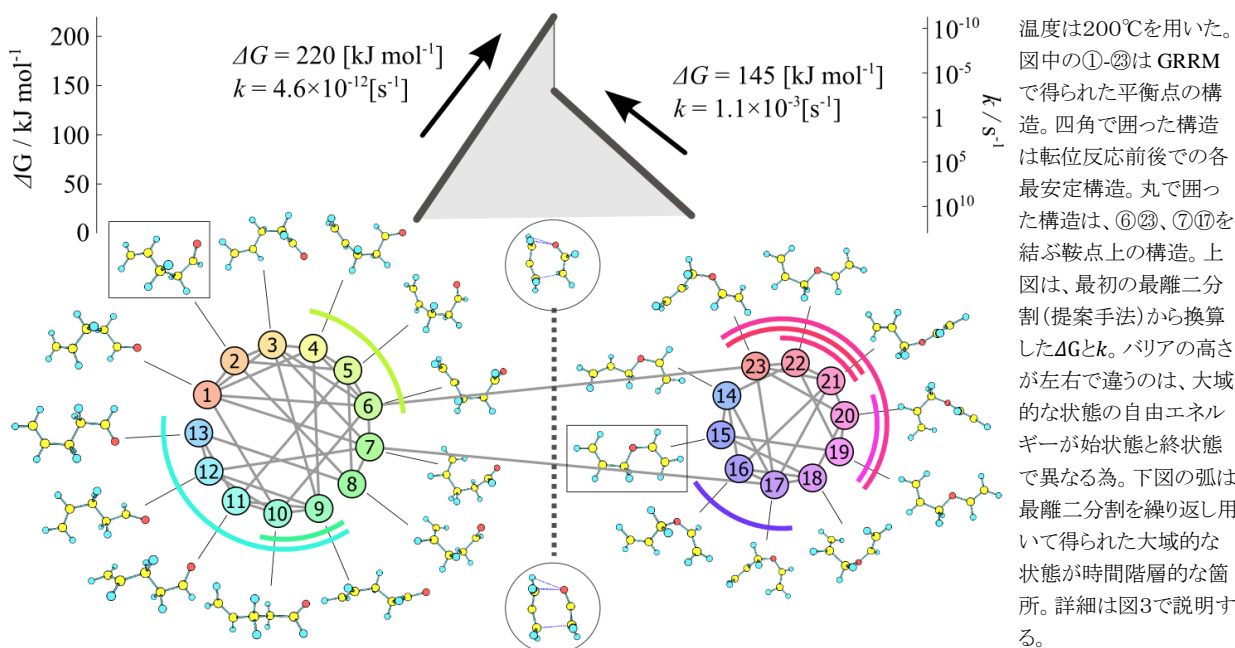 200
150
100
50
0
ΔG / kJ mol⁻¹
ΔG = 220 [kJ mol⁻¹]
k = 4.6×10⁻¹²[s⁻¹]
ΔG = 145 [kJ mol⁻¹]
k = 1.1×10⁻³[s⁻¹]
10⁻¹⁰
10⁻⁵
1
10⁵
10¹⁰
k / s⁻¹
1
2
3
4
5
6
7
8
9
10
11
12
13
14
15
16
17
18
19
20
21
22
23
温度は200℃を用いた。
図中の①-㉓は GRRM
で得られた平衡点の構
造。四角で囲った構造
は転位反応前後での各
最安定構造。丸で囲っ
た構造は、⑥㉓、⑦⑰を
結ぶ鞍点上の構造。上
図は、最初の最離二分
割(提案手法)から換算
したΔGとk。バリアの高さ
が左右で違うのは、大域
的な状態の自由エネル
ギーが始状態と終状態
で異なる為。下図の弧は
最離二分割を繰り返し用
いて得られた大域的な
状態が時間階層的な箇
所。詳細は図3で説明す
る。